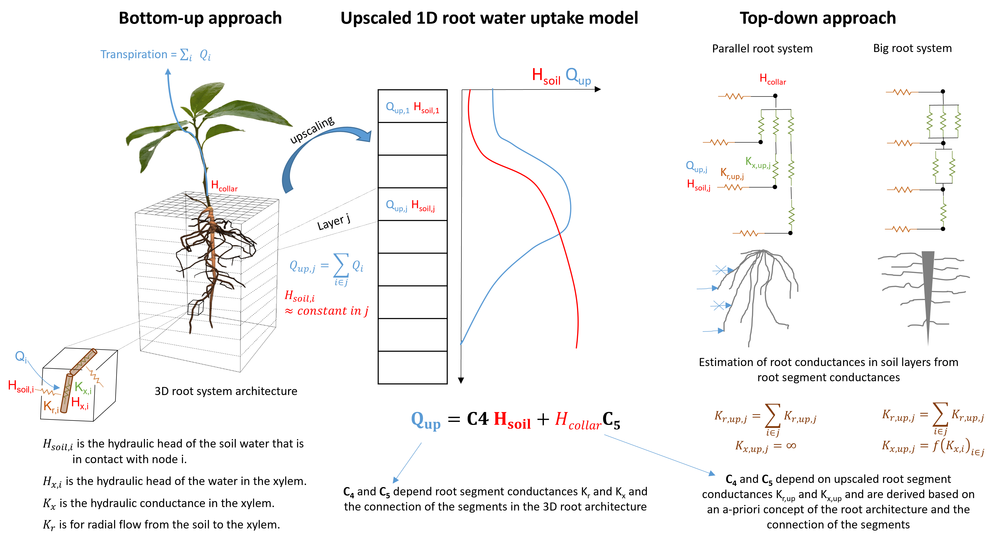 Bottom-up approach
Transpiration = ∑i Qi
Hcollar
Qi
Hsoil,i
Kr,i
Kx,i
Hx,i
3D root system architecture
Hsoil,i is the hydraulic head of the soil water that is
in contact with node i.
Hx,i is the hydraulic head of the water in the xylem.
Kx is the hydraulic conductance in the xylem.
Kr is for radial flow from the soil to the xylem.
Upscaled 1D root water uptake model
upscaling
Layer j
Qup,j = ∑i∈j Qi
Hsoil,i
≈ constant in j
Qup,1 Hsoil,1
Qup,j Hsoil,j
Hsoil Qup
Qup = C4 Hsoil + HcollarC5
C4 and C5 depend root segment conductances Kr and Kx and
the connection of the segments in the 3D root architecture
Top-down approach
Parallel root system
Big root system
Hcollar
Qup,j
Hsoil,j
Kr,up,j
Kx,up,j
Estimation of root conductances in soil layers from
root segment conductances
Kr,up,j = ∑i∈j Kr,up,j
Kx,up,j = ∞
Kr,up,j = ∑i∈j Kr,up,j
Kx,up,j = f(Kx,i)i∈j
C4 and C5 depend on upscaled root segment
conductances Kr,up and Kx,up and are derived based on
an a-priori concept of the root architecture and the
connection of the segments